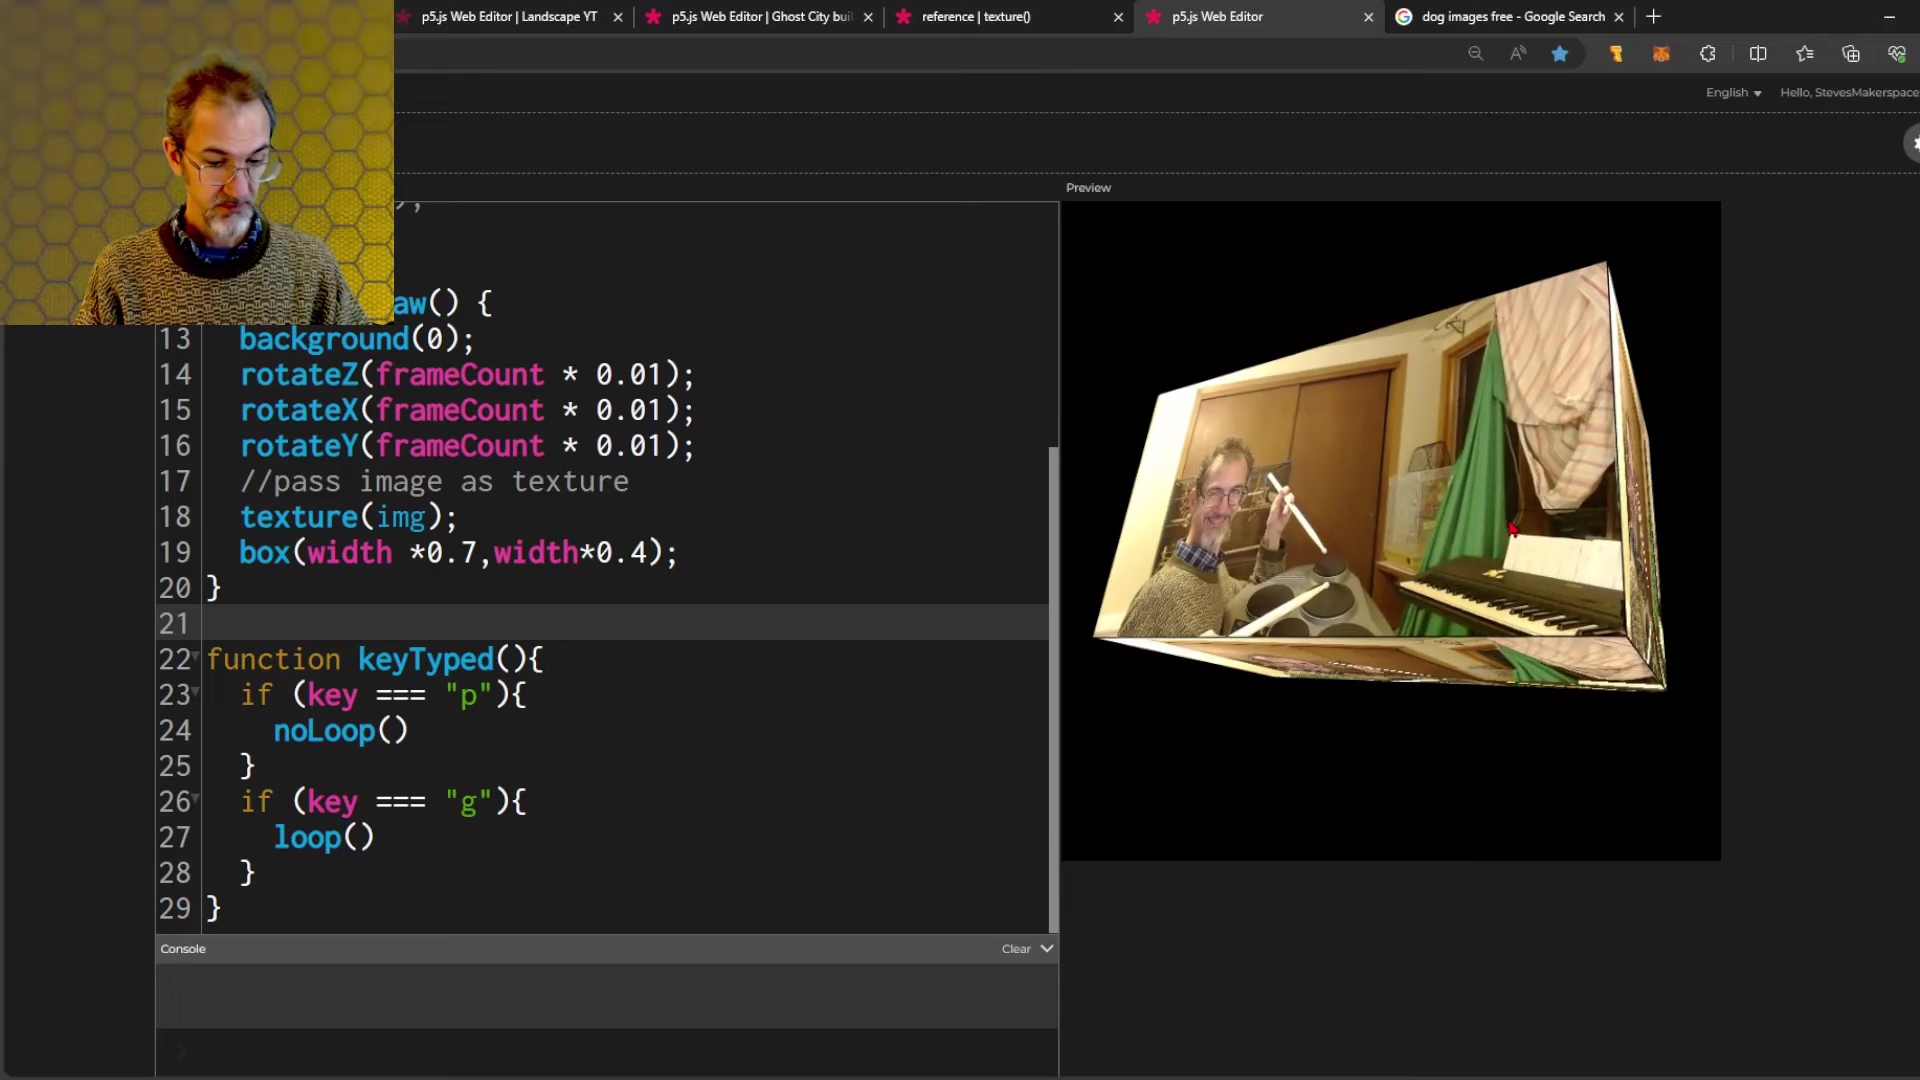 p5.js Web Editor | Landscape YT
p5.js Web Editor | Ghost City bui
reference | texture()
p5.js Web Editor
dog images free - Google Search
English
Hello, StevesMakerspace
Preview
aw() {
13 background(0);
14 rotateZ(frameCount * 0.01);
15 rotateX(frameCount * 0.01);
16 rotateY(frameCount * 0.01);
17 //pass image as texture
18 texture(img);
19 box(width *0.7,width*0.4);
20 }
21
22 function keyTyped(){
23 if (key === "p"){
24 noLoop()
25 }
26 if (key === "g"){
27 loop()
28 }
29 }
Console
Clear